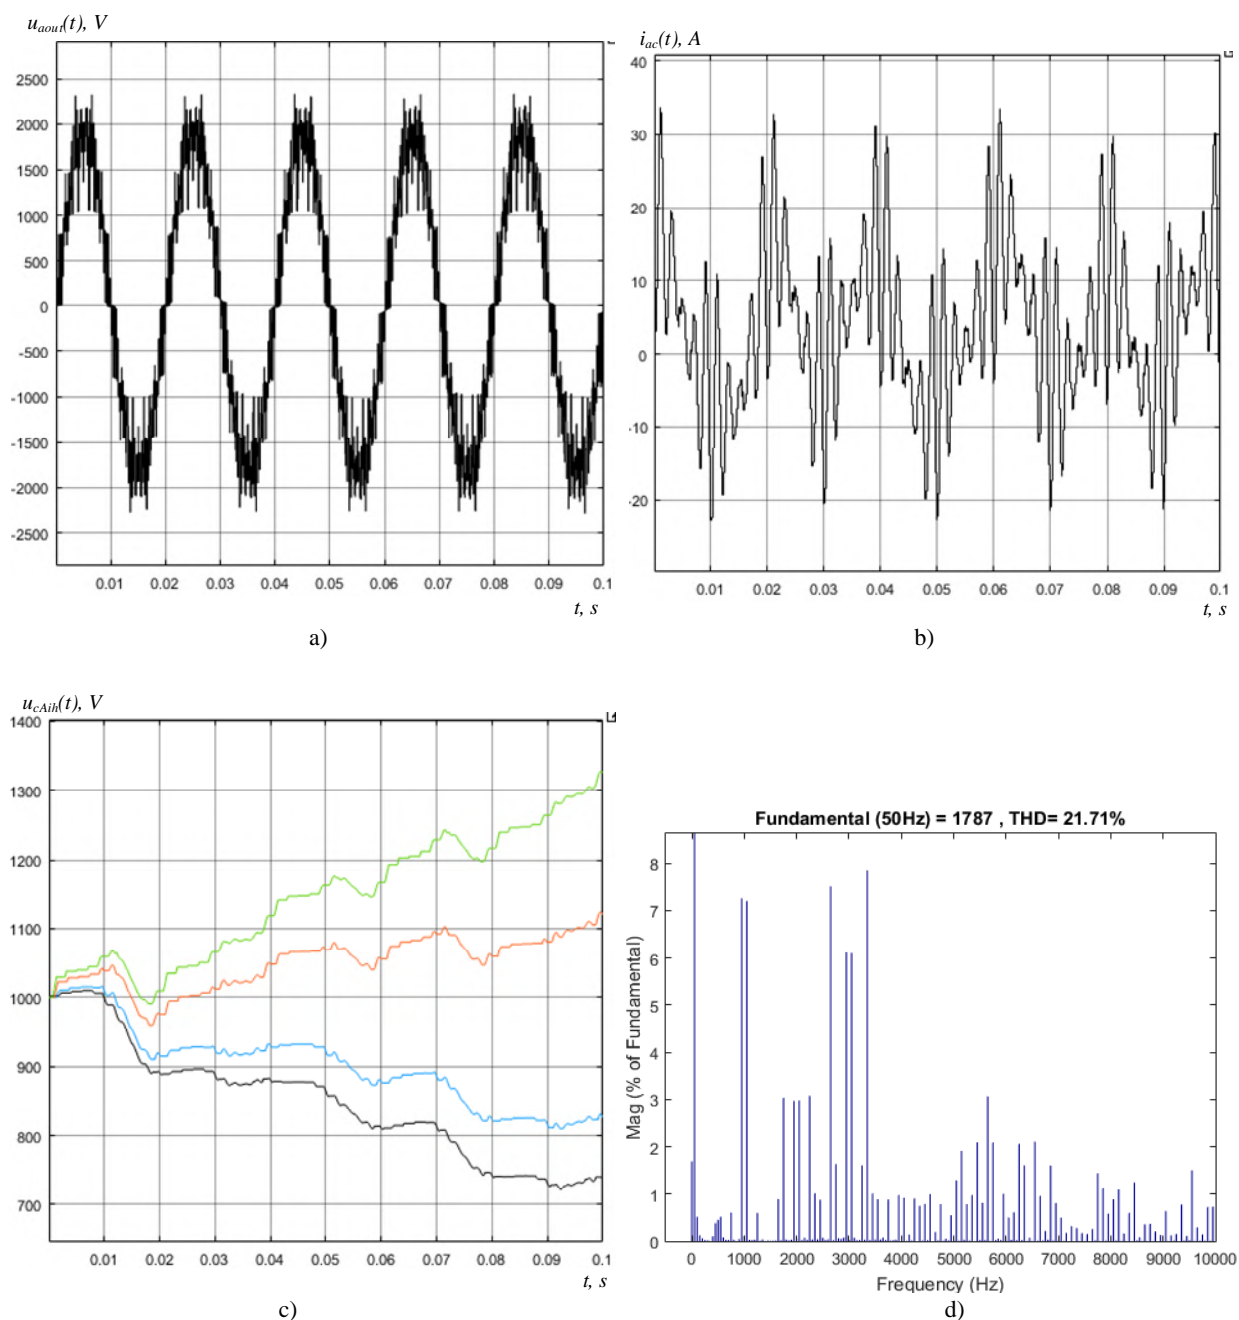 u_aout(t), V
2500
2000
1500
1000
500
0
-500
-1000
-1500
-2000
-2500
0.01 0.02 0.03 0.04 0.05 0.06 0.07 0.08 0.09 0.1
t, s
a)
i_ac(t), A
40
30
20
10
0
-10
-20
0.01 0.02 0.03 0.04 0.05 0.06 0.07 0.08 0.09 0.1
t, s
b)
u_cAih(t), V
1400
1300
1200
1100
1000
900
800
700
0.01 0.02 0.03 0.04 0.05 0.06 0.07 0.08 0.09 0.1
t, s
c)
Fundamental (50Hz) = 1787 , THD= 21.71%
Mag (% of Fundamental)
8
7
6
5
4
3
2
1
0
0 1000 2000 3000 4000 5000 6000 7000 8000 9000 10000
Frequency (Hz)
d)